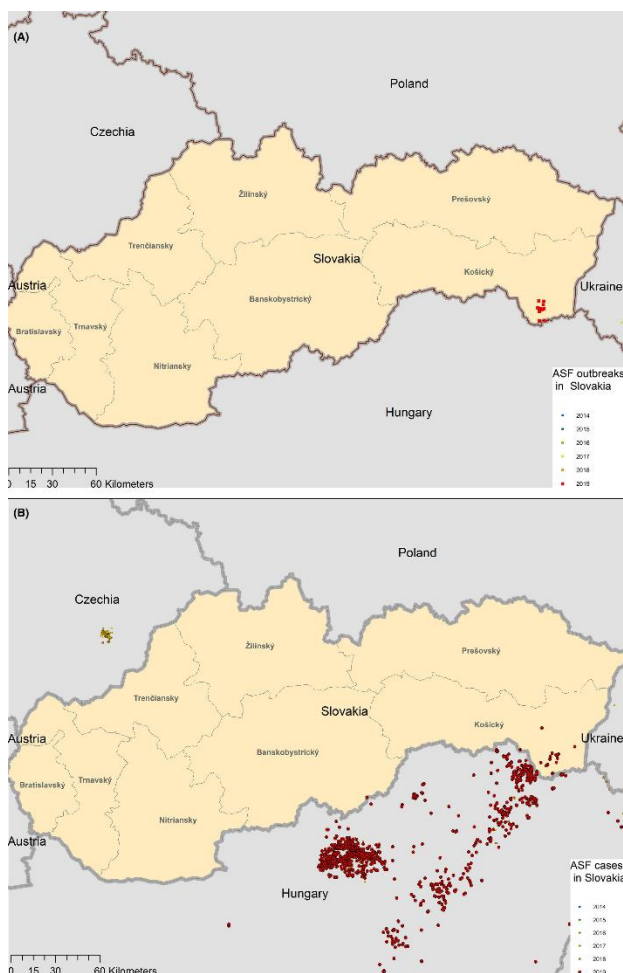 (A)
Poland
Czechia
Žilinský
Prešovský
Trenčiansky
Slovakia
Košický
Austria
Ukraine
Banskobystrický
Bratislavský
Trnavský
Nitriansky
Austria
ASF outbreaks
in Slovakia
Hungary
2014
2015
2016
2017
2018
2019
0 15 30 60 Kilometers
(B)
Poland
Czechia
Žilinský
Prešovský
Trenčiansky
Slovakia
Košický
Austria
Ukraine
Banskobystrický
Bratislavský
Trnavský
Nitriansky
Austria
ASF cases
in Slovakia
Hungary
2014
2015
2016
2017
2018
2019
0 15 30 60 Kilometers